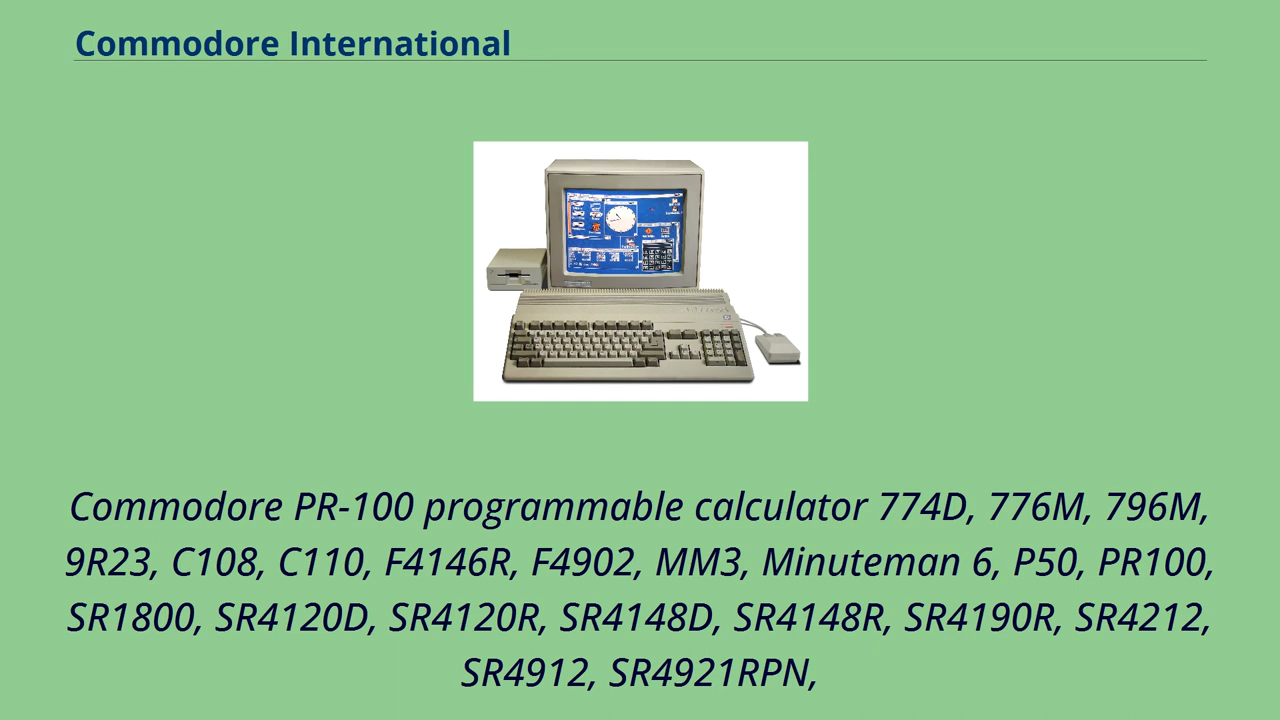 Commodore International
Commodore PR-100 programmable calculator 774D, 776M, 796M,
9R23, C108, C110, F4146R, F4902, MM3, Minuteman 6, P50, PR100,
SR1800, SR4120D, SR4120R, SR4148D, SR4148R, SR4190R, SR4212,
SR4912, SR4921RPN,